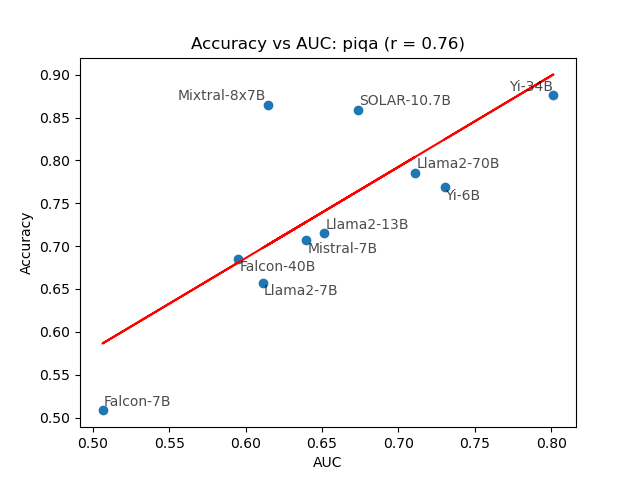 Accuracy vs AUC: piqa (r = 0.76)
Yi-34B
Mixtral-8x7B
SOLAR-10.7B
Llama2-70B
Yi-6B
Llama2-13B
Mistral-7B
Falcon-40B
Llama2-7B
Falcon-7B
0.90
0.85
0.80
0.75
0.70
0.65
0.60
0.55
0.50
Accuracy
0.50 0.55 0.60 0.65 0.70 0.75 0.80
AUC